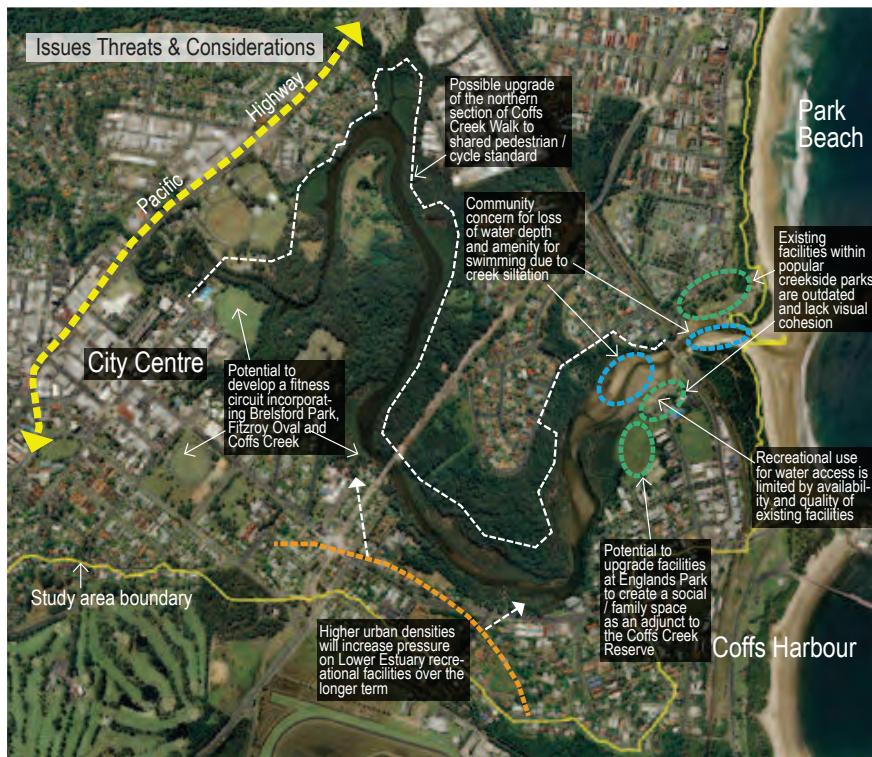 Issues Threats & Considerations
Pacific
Highway
Possible upgrade
of the northern
section of Coffs
Creek Walk to
shared pedestrian /
cycle standard
Park
Beach
Community
concern for loss
of water depth
and amenity for
swimming due to
creek siltation
Existing
facilities within
popular
creekside parks
are outdated
and lack visual
cohesion
City Centre
Potential to
develop a fitness
circuit incorporat-
ing Brelsford Park,
Fitzroy Oval and
Coffs Creek
Recreational use
for water access is
limited by availabil-
ity and quality of
existing facilities
Study area boundary
Potential to
upgrade facilities
at Englands Park
to create a social
/ family space
as an adjunct to
the Coffs Creek
Reserve
Higher urban densities
will increase pressure
on Lower Estuary recre-
ational facilities over the
longer term
Coffs Harbour